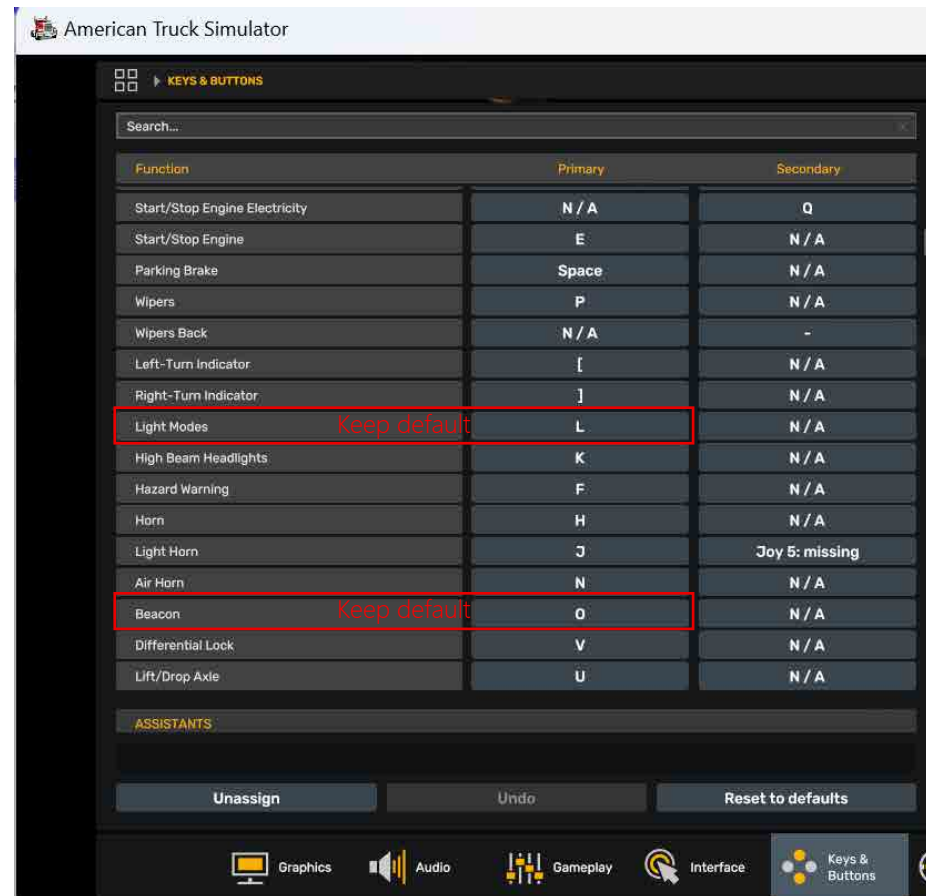 American Truck Simulator
KEYS & BUTTONS
Search...
Function Primary Secondary
Start/Stop Engine Electricity N / A Q
Start/Stop Engine E N / A
Parking Brake Space N / A
Wipers P N / A
Wipers Back N / A -
Left-Turn Indicator [ N / A
Right-Turn Indicator ] N / A
Light Modes Keep default L N / A
High Beam Headlights K N / A
Hazard Warning F N / A
Horn H N / A
Light Horn J Joy 5: missing
Air Horn N N / A
Beacon Keep default O N / A
Differential Lock V N / A
Lift/Drop Axle U N / A
ASSISTANTS
Unassign Undo Reset to defaults
Graphics Audio Gameplay Interface Keys &
Buttons